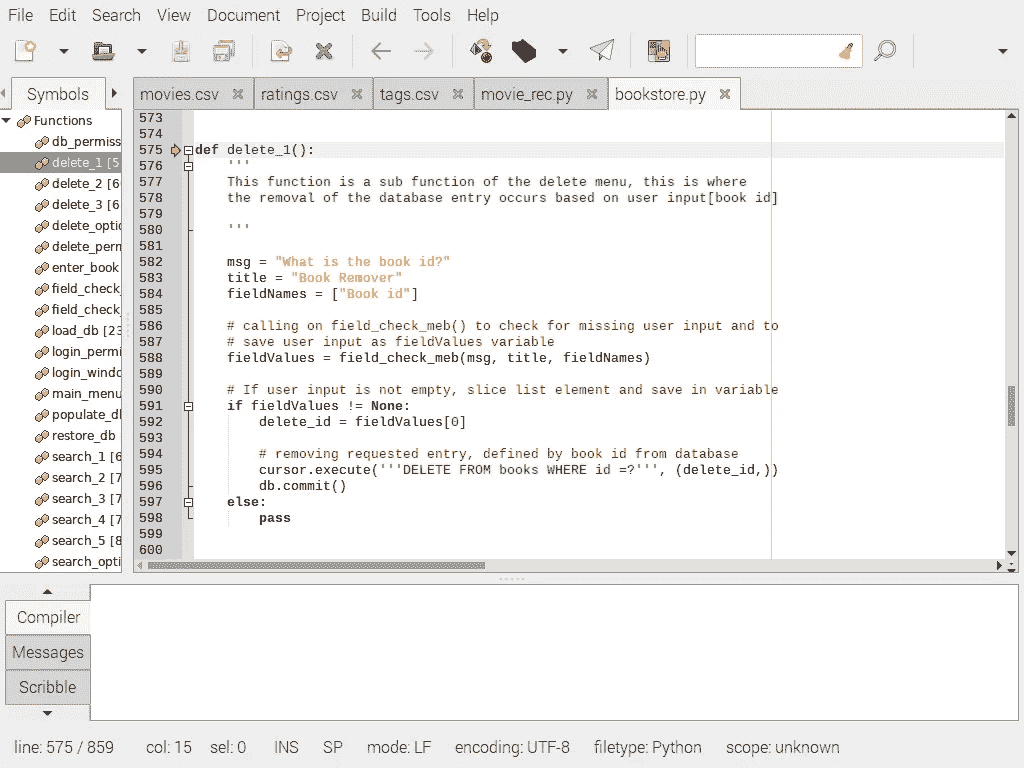 File Edit Search View Document Project Build Tools Help
Symbols
movies.csv ratings.csv tags.csv movie_rec.py bookstore.py
Functions
db_permiss
delete_1 [5
delete_2 [6
delete_3 [6
delete_optic
delete_perr
enter_book
field_check_
field_check_
load_db [23
login_permi
login_windo
main_menu
populate_dl
restore_db
search_1 [6
search_2 [7
search_3 [7
search_4 [7
search_5 [8
search_opti
573
574
575 def delete_1():
576 '''
577 This function is a sub function of the delete menu, this is where
578 the removal of the database entry occurs based on user input[book id]
579
580 '''
581
582 msg = "What is the book id?"
583 title = "Book Remover"
584 fieldNames = ["Book id"]
585
586 # calling on field_check_meb() to check for missing user input and to
587 # save user input as fieldValues variable
588 fieldValues = field_check_meb(msg, title, fieldNames)
589
590 # If user input is not empty, slice list element and save in variable
591 if fieldValues != None:
592 delete_id = fieldValues[0]
593
594 # removing requested entry, defined by book id from database
595 cursor.execute('''DELETE FROM books WHERE id =?''', (delete_id,))
596 db.commit()
597 else:
598 pass
599
600
Compiler
Messages
Scribble
line: 575 / 859 col: 15 sel: 0 INS SP mode: LF encoding: UTF-8 filetype: Python scope: unknown